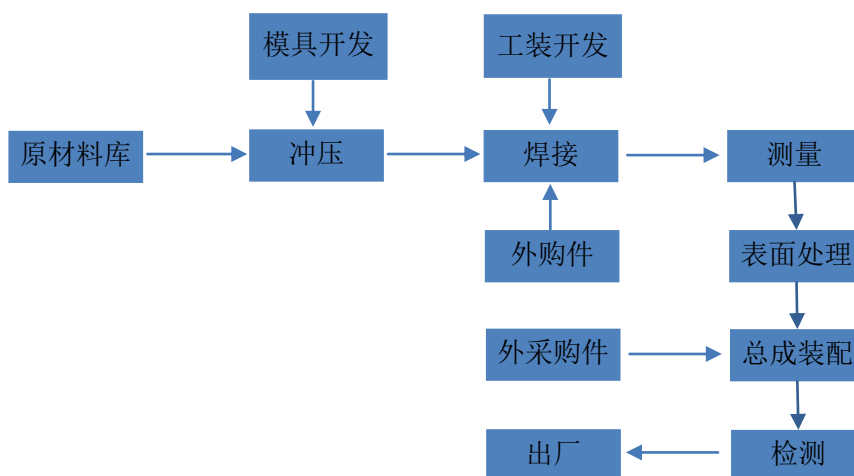 模具开发
工装开发
原材料库
冲压
焊接
测量
外购件
表面处理
外采购件
总成装配
出厂
检测